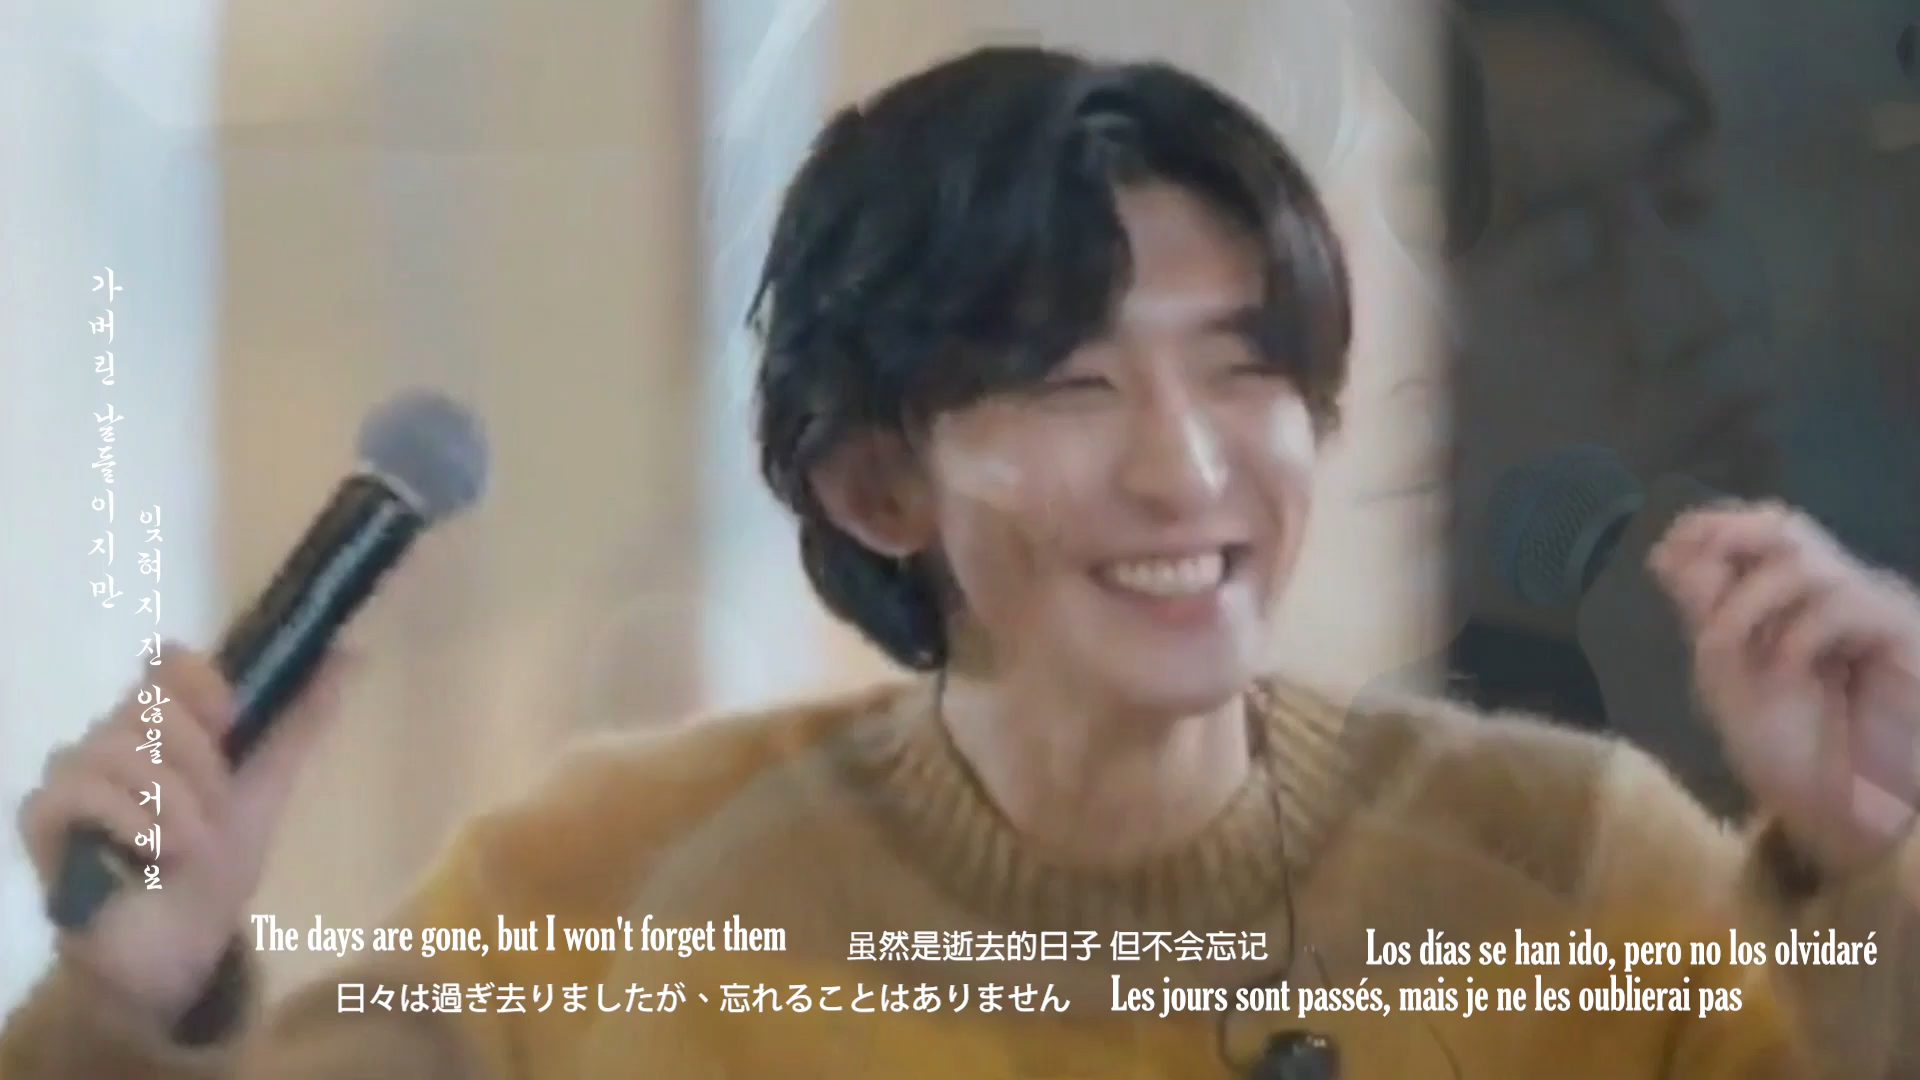 가버린 날들이지만
잊혀지진 않을 거에요
The days are gone, but I won't forget them
虽然是逝去的日子 但不会忘记
Los días se han ido, pero no los olvidaré
日々は過ぎ去りましたが、忘れることはありません
Les jours sont passés, mais je ne les oublierai pas